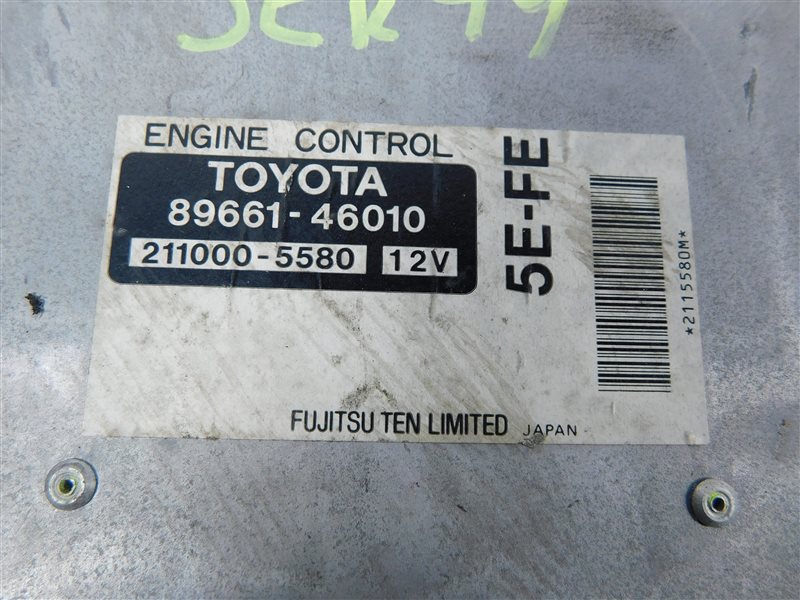 ENGINE CONTROL
TOYOTA
89661-46010
211000-5580 12V
5E-FE
*2115580M*
FUJITSU TEN LIMITED JAPAN